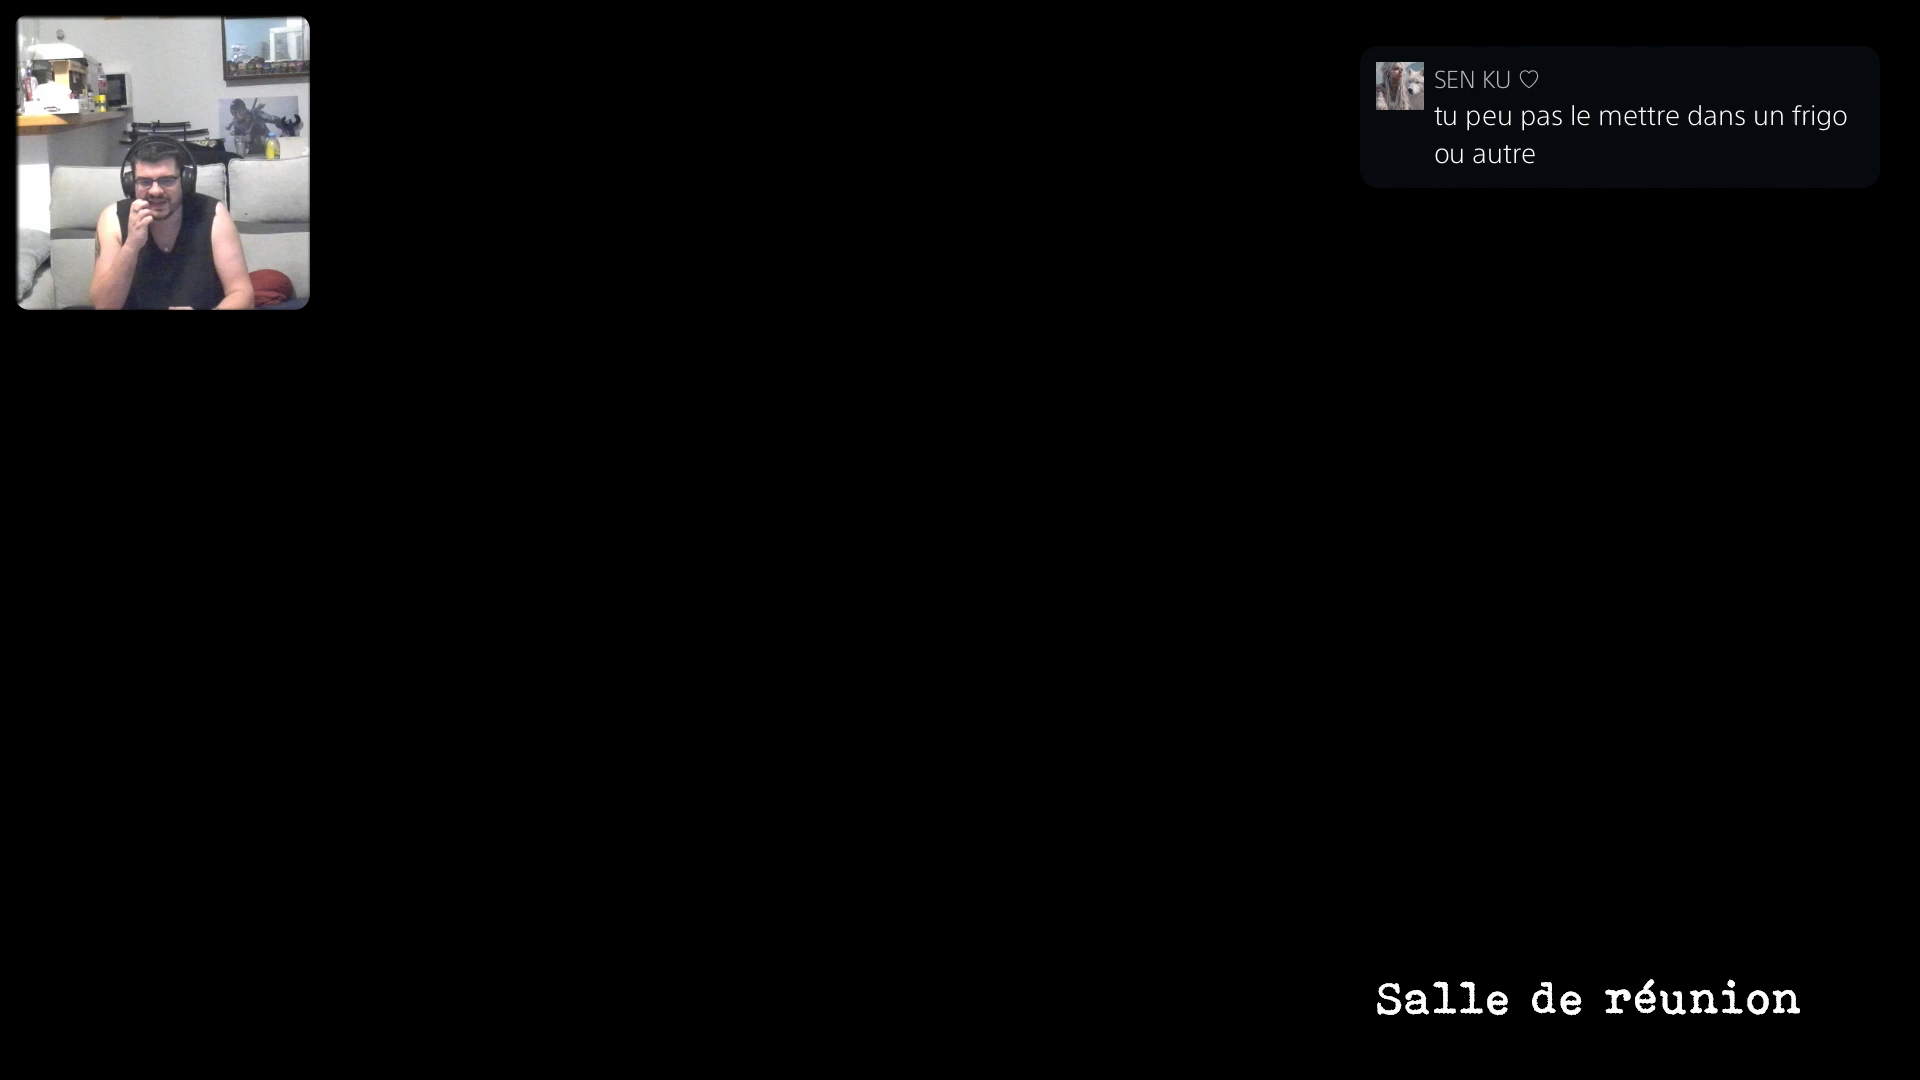 SEN KU ♡
tu peu pas le mettre dans un frigo
ou autre
Salle de réunion